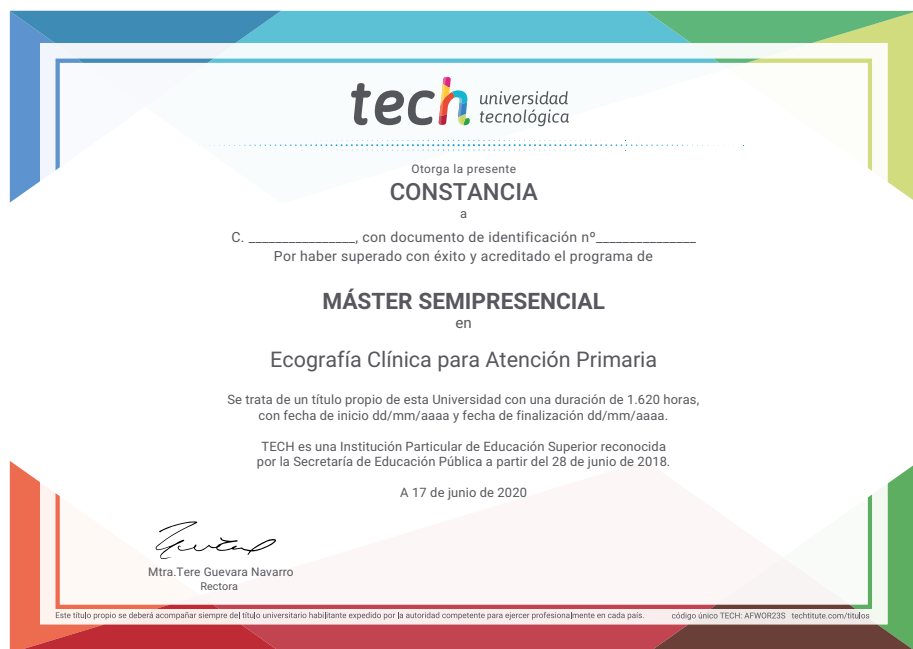 tech universidad
tecnológica
Otorga la presente
CONSTANCIA
a
C. ________________, con documento de identificación nº_______________
Por haber superado con éxito y acreditado el programa de
MÁSTER SEMIPRESENCIAL
en
Ecografía Clínica para Atención Primaria
Se trata de un título propio de esta Universidad con una duración de 1.620 horas,
con fecha de inicio dd/mm/aaaa y fecha de finalización dd/mm/aaaa.
TECH es una Institución Particular de Educación Superior reconocida
por la Secretaría de Educación Pública a partir del 28 de junio de 2018.
A 17 de junio de 2020
Mtra.Tere Guevara Navarro
Rectora
Este título propio se deberá acompañar siempre del título universitario habilitante expedido por la autoridad competente para ejercer profesionalmente en cada país. código único TECH: AFWOR23S techtitute.com/titulos